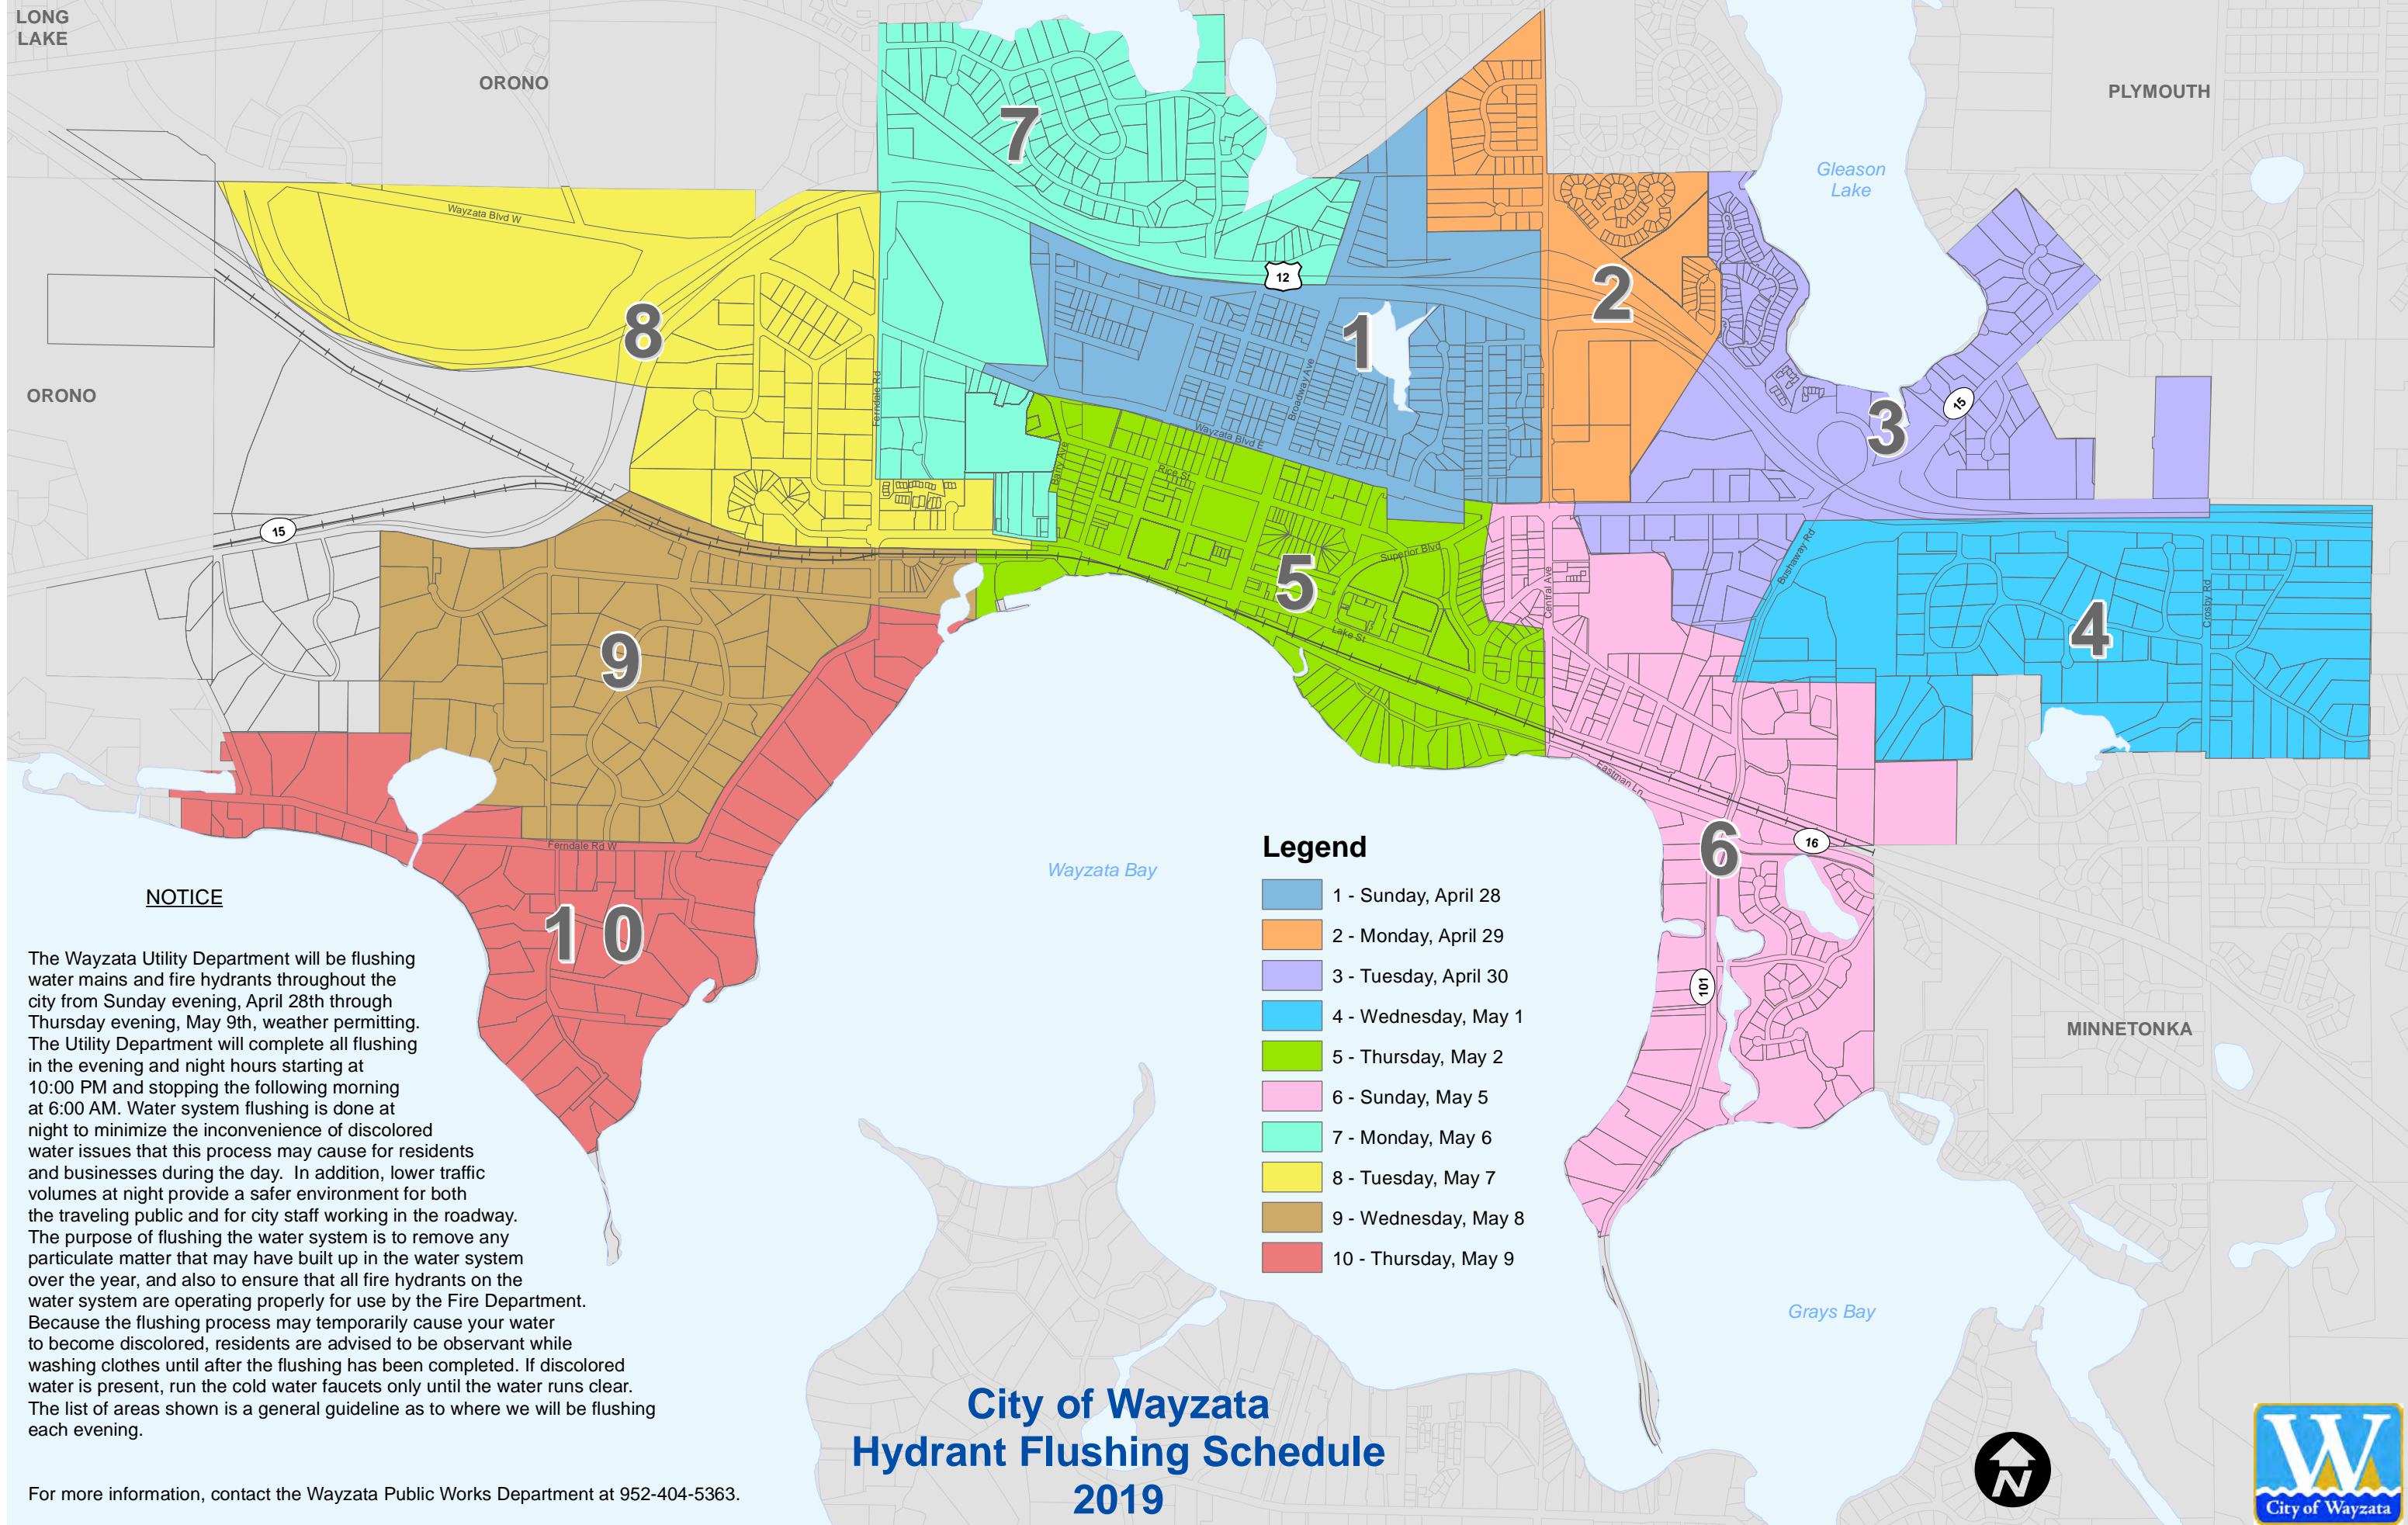 LONG
LAKE
ORONO
PLYMOUTH
Gleason
Lake
7
Wayzata Blvd W
12
2
8
1
Ferndale Rd
Broadway Ave
ORONO
15
3
Wayzata Blvd E
Barry Ave
Rice St
15
Superior Blvd
Bushaway Rd
5
Central Ave
Crosby Rd
4
Lake St
9
Eastman Ln
6
16
Ferndale Rd W
Wayzata Bay
10
101
MINNETONKA
Grays Bay
NOTICE
The Wayzata Utility Department will be flushing
water mains and fire hydrants throughout the
city from Sunday evening, April 28th through
Thursday evening, May 9th, weather permitting.
The Utility Department will complete all flushing
in the evening and night hours starting at
10:00 PM and stopping the following morning
at 6:00 AM. Water system flushing is done at
night to minimize the inconvenience of discolored
water issues that this process may cause for residents
and businesses during the day.  In addition, lower traffic
volumes at night provide a safer environment for both
the traveling public and for city staff working in the roadway.
The purpose of flushing the water system is to remove any
particulate matter that may have built up in the water system
over the year, and also to ensure that all fire hydrants on the
water system are operating properly for use by the Fire Department.
Because the flushing process may temporarily cause your water
to become discolored, residents are advised to be observant while
washing clothes until after the flushing has been completed. If discolored
water is present, run the cold water faucets only until the water runs clear.
The list of areas shown is a general guideline as to where we will be flushing
each evening.
For more information, contact the Wayzata Public Works Department at 952-404-5363.
Legend
1 - Sunday, April 28
2 - Monday, April 29
3 - Tuesday, April 30
4 - Wednesday, May 1
5 - Thursday, May 2
6 - Sunday, May 5
7 - Monday, May 6
8 - Tuesday, May 7
9 - Wednesday, May 8
10 - Thursday, May 9
City of Wayzata
Hydrant Flushing Schedule
2019
N
W
City of Wayzata